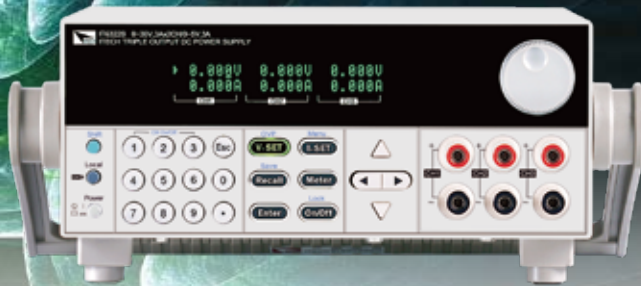 ITECH TRIPLE OUTPUT DC POWER SUPPLY
0.000V 0.000V 0.000V
0.000A 0.000A 0.000A
Shift
OVP Menu
1 2 3 Esc V-SET I-SET
Local
Save
4 5 6 0 Recall Meter
Power
Lock
7 8 9 . Enter On/Off